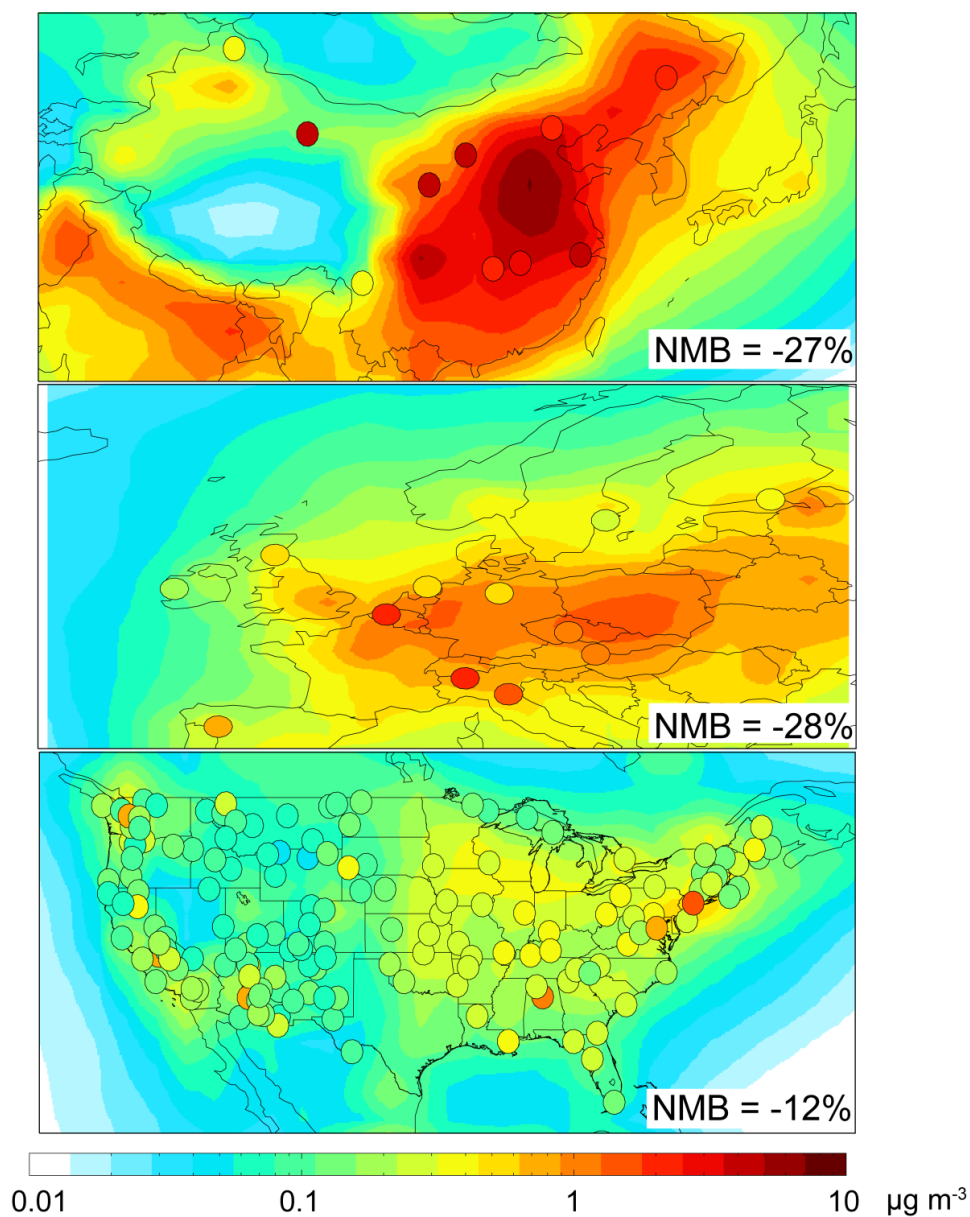 NMB = -27%
NMB = -28%
NMB = -12%
0.01 0.1 1 10 µg m-3